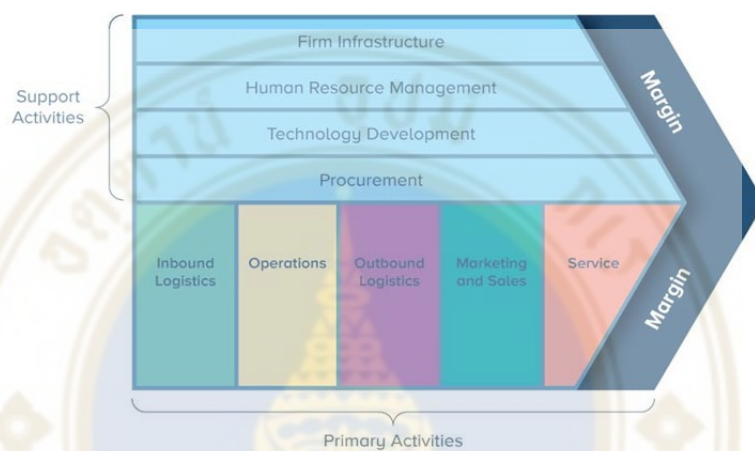 Firm Infrastructure
Human Resource Management
Support
Activities
Technology Development
Procurement
Margin
Inbound
Logistics
Operations
Outbound
Logistics
Marketing
and Sales
Service
Margin
Primary Activities